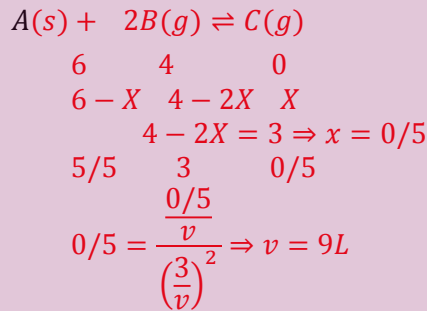 A(s) + 2B(g) ⇌ C(g)
6 4 0
6 − X 4 − 2X X
4 − 2X = 3 ⇒ x = 0/5
5/5 3 0/5
0/5 = (0/5 / v) / (3/v)² ⇒ v = 9L